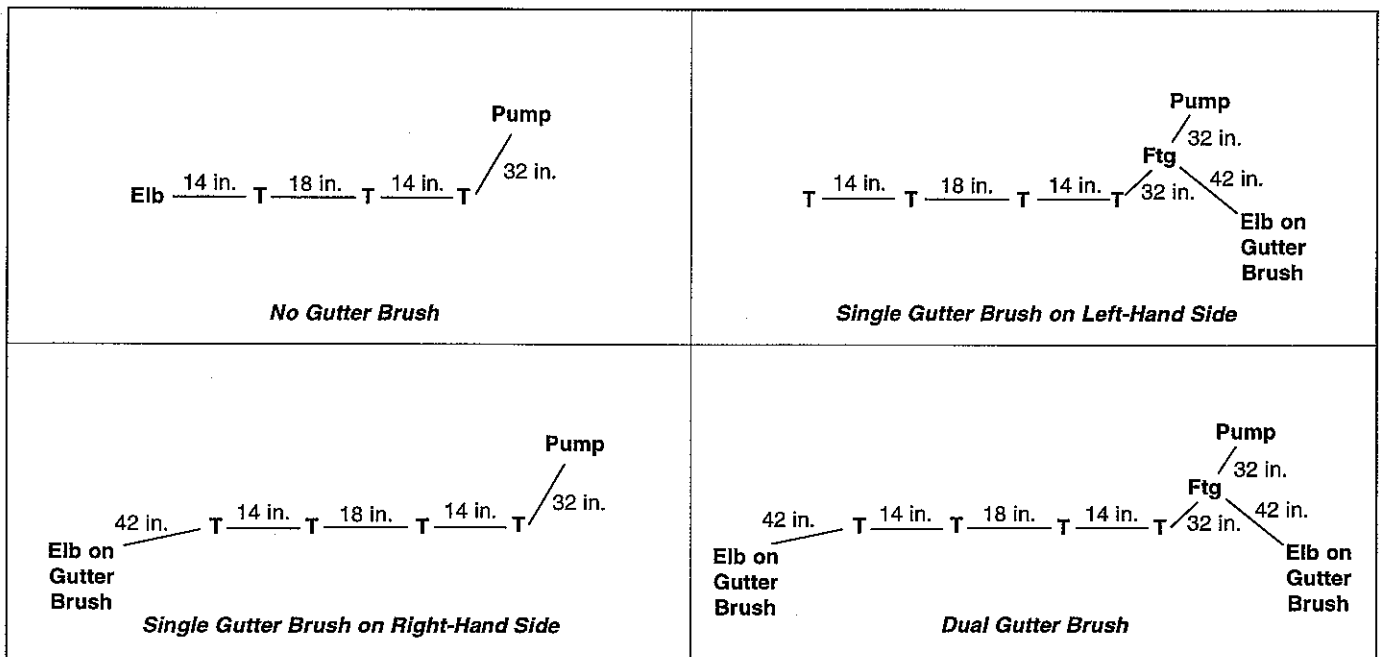 Pump
32 in.
Elb 14 in. T 18 in. T 14 in. T
No Gutter Brush
Pump
32 in.
Ftg
T 14 in. T 18 in. T 14 in. T 32 in. 42 in.
Elb on
Gutter
Brush
Single Gutter Brush on Left-Hand Side
Pump
32 in.
42 in. T 14 in. T 18 in. T 14 in. T
Elb on
Gutter
Brush
Single Gutter Brush on Right-Hand Side
Pump
32 in.
Ftg
42 in. T 14 in. T 18 in. T 14 in. T 32 in. 42 in.
Elb on
Gutter
Brush
Elb on
Gutter
Brush
Dual Gutter Brush